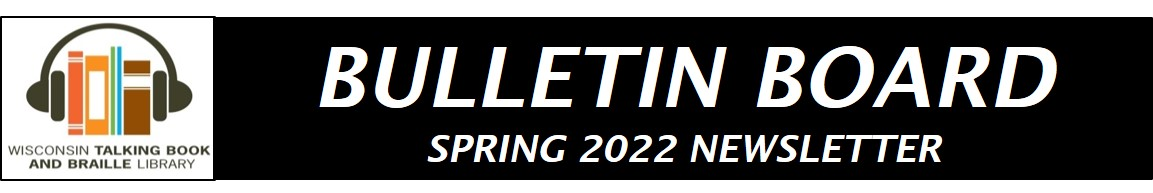 WISCONSIN TALKING BOOK
AND BRAILLE LIBRARY
BULLETIN BOARD
SPRING 2022 NEWSLETTER